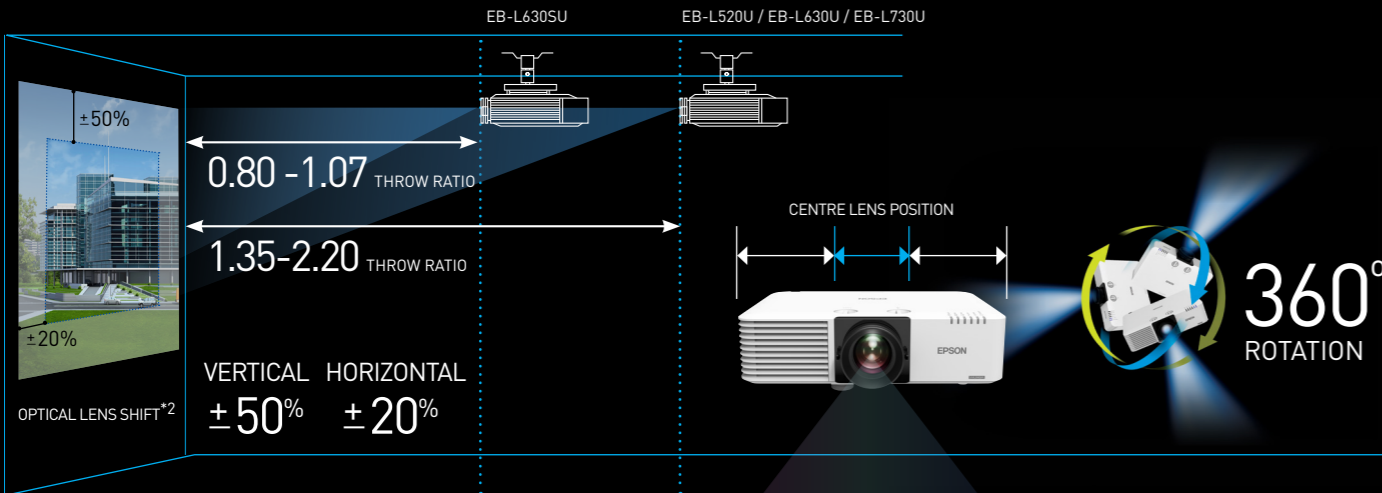 EB-L630SU
EB-L520U / EB-L630U / EB-L730U
±50%
0.80 -1.07 THROW RATIO
CENTRE LENS POSITION
1.35-2.20 THROW RATIO
360°
ROTATION
EPSON
±20%
VERTICAL HORIZONTAL
±50% ±20%
OPTICAL LENS SHIFT*2